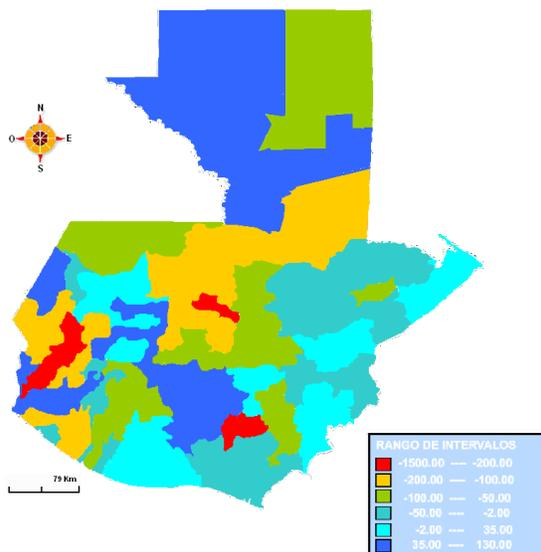 N
O E
S
79 Km
RANGO DE INTERVALOS
-1500.00 ---- -200.00
-200.00 ---- -100.00
-100.00 ---- -50.00
-50.00 ---- -2.00
-2.00 ---- 35.00
35.00 ---- 130.00